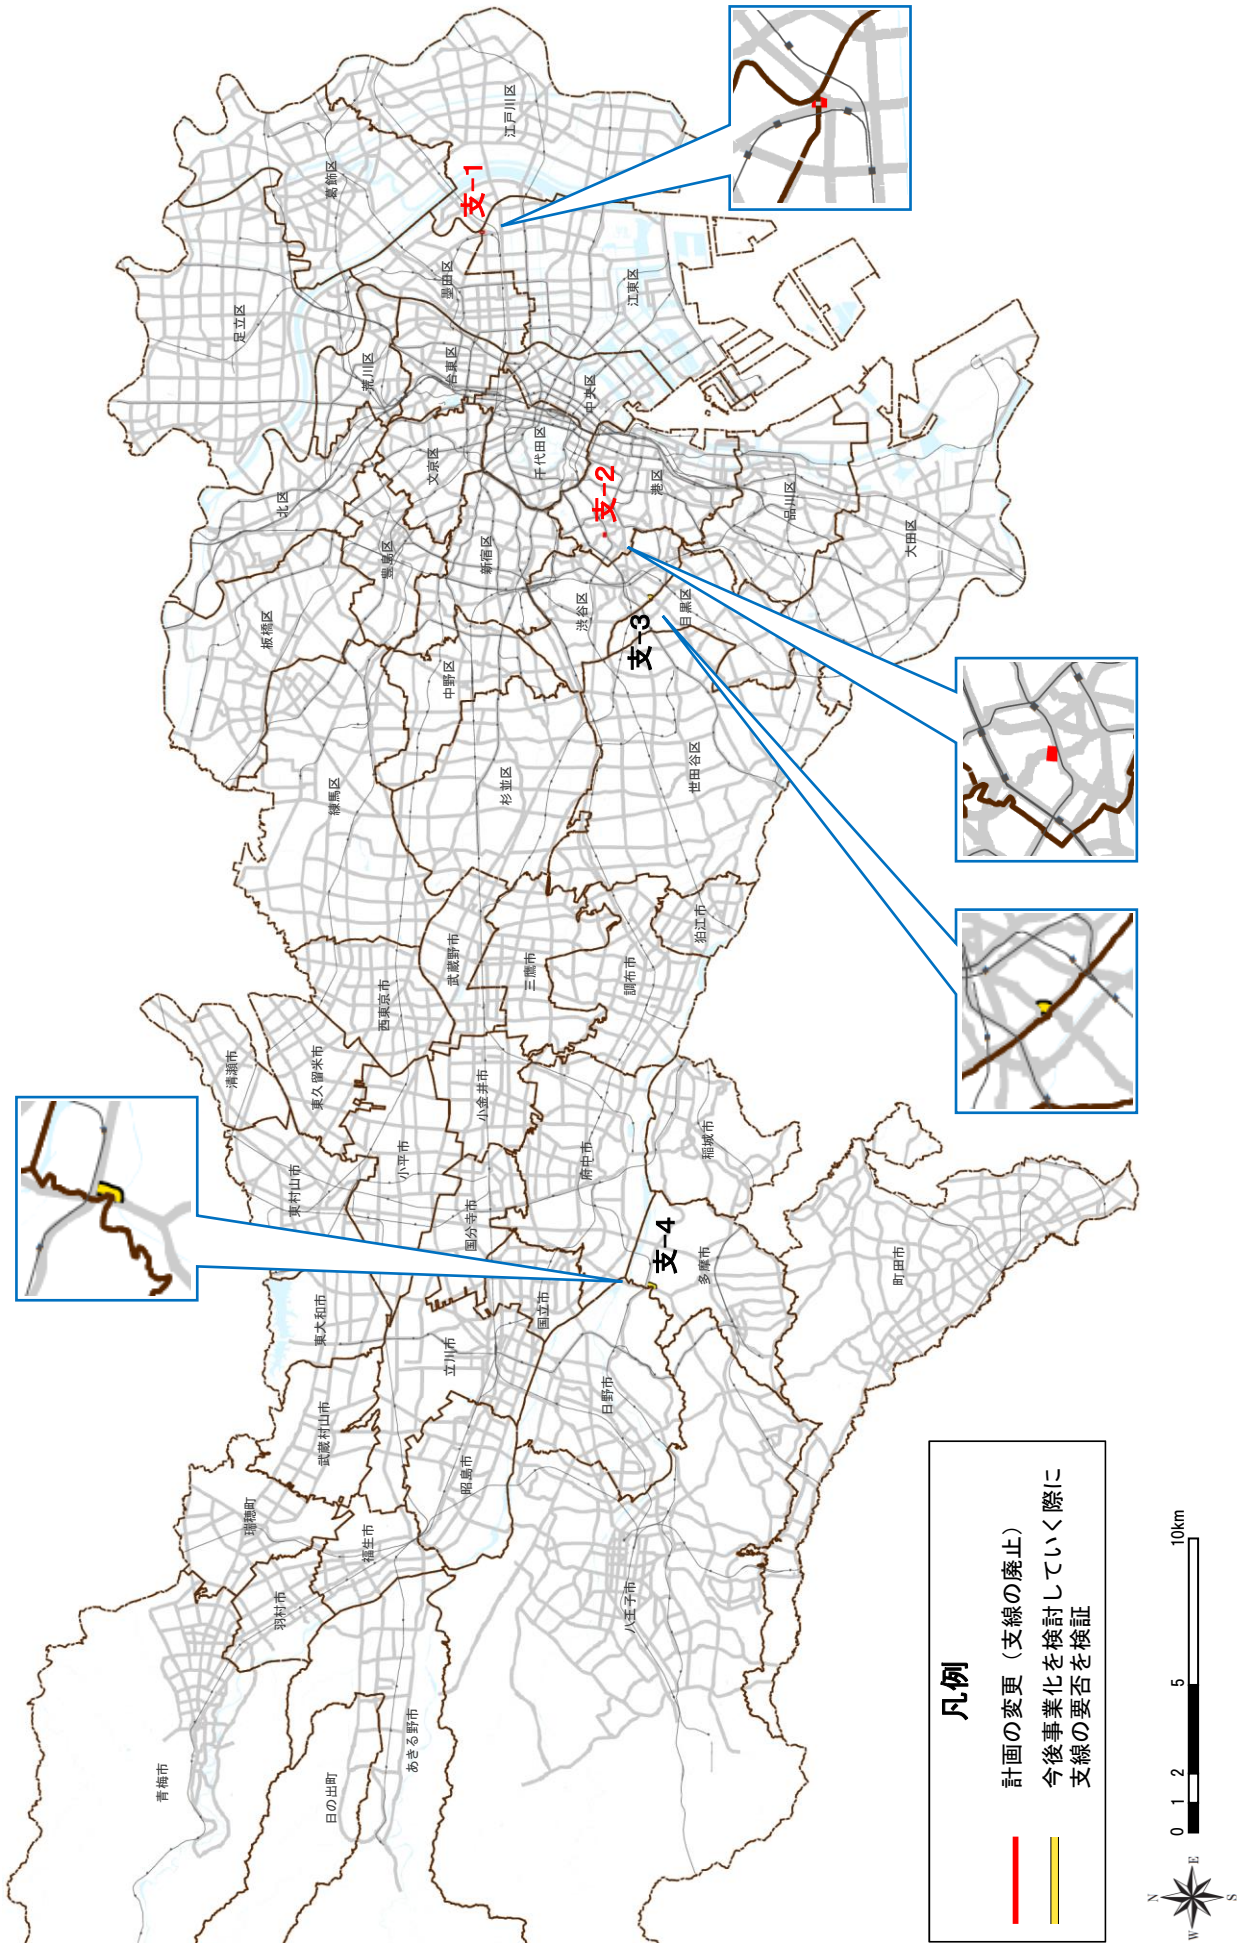 江戸川区
葛飾区
支-1
足立区
墨田区
江東区
荒川区
台東区
中央区
千代田区
文京区
北区
支-2
港区
品川区
大田区
豊島区
新宿区
渋谷区
目黒区
支-3
板橋区
中野区
練馬区
杉並区
世田谷区
武蔵野市
狛江市
三鷹市
調布市
西東京市
清瀬市
東久留米市
小金井市
稲城市
小平市
府中市
東村山市
国分寺市
支-4
多摩市
町田市
東大和市
国立市
立川市
日野市
武蔵村山市
昭島市
瑞穂町
福生市
羽村市
八王子市
青梅市
日の出町
あきる野市
凡例
計画の変更（支線の廃止）
今後事業化を検討していく際に
支線の要否を検証
0 1 2 5 10km
N
W E
S